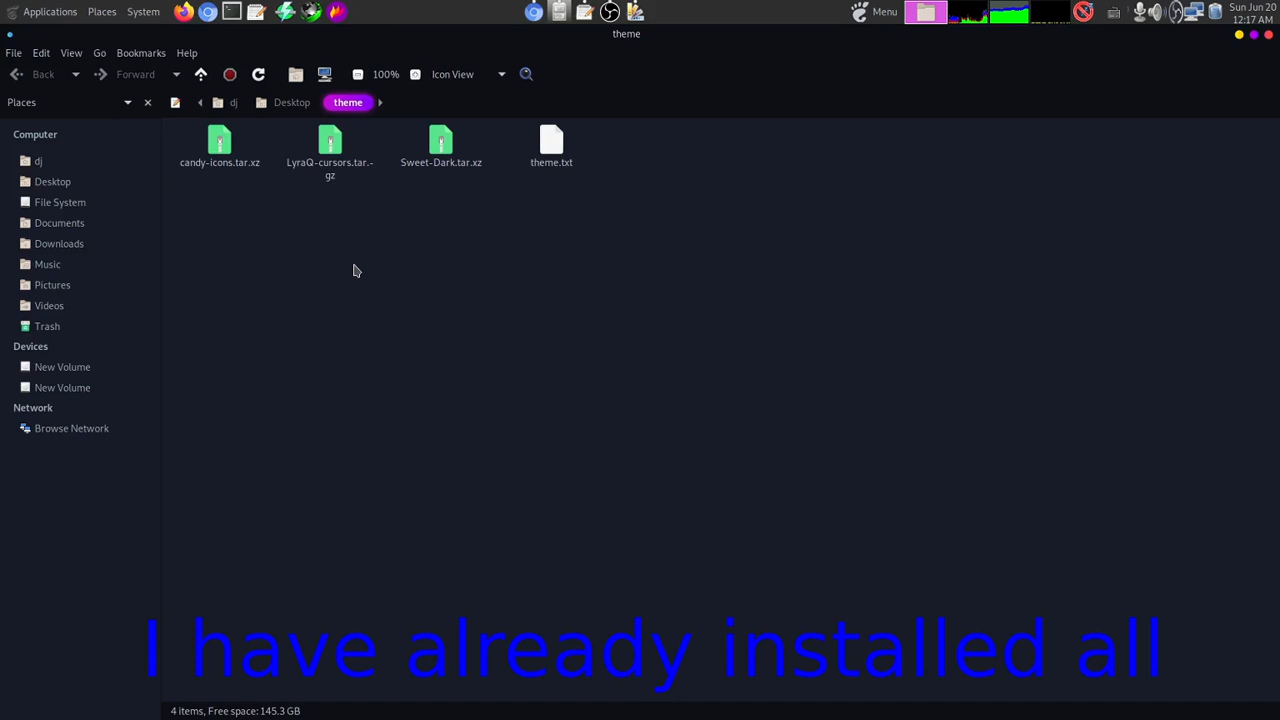 Applications Places System
Menu
Sun Jun 20
12:17 AM
theme
File Edit View Go Bookmarks Help
Back Forward 100% Icon View
Places dj Desktop theme
Computer
dj
Desktop
File System
Documents
Downloads
Music
Pictures
Videos
Trash
Devices
New Volume
New Volume
Network
Browse Network
candy-icons.tar.xz
LyraQ-cursors.tar.-
gz
Sweet-Dark.tar.xz
theme.txt
I have already installed all
4 items, Free space: 145.3 GB